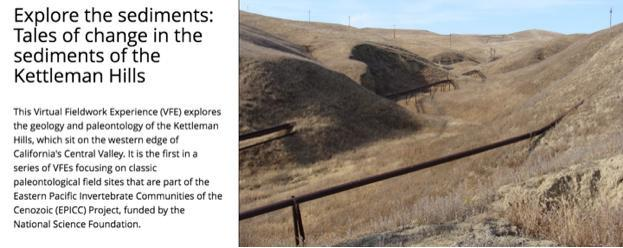 Explore the sediments:
Tales of change in the
sediments of the
Kettleman Hills
This Virtual Fieldwork Experience (VFE) explores
the geology and paleontology of the Kettleman
Hills, which sit on the western edge of
California's Central Valley. It is the first in a
series of VFEs focusing on classic
paleontological field sites that are part of the
Eastern Pacific Invertebrate Communities of the
Cenozoic (EPICC) Project, funded by the
National Science Foundation.